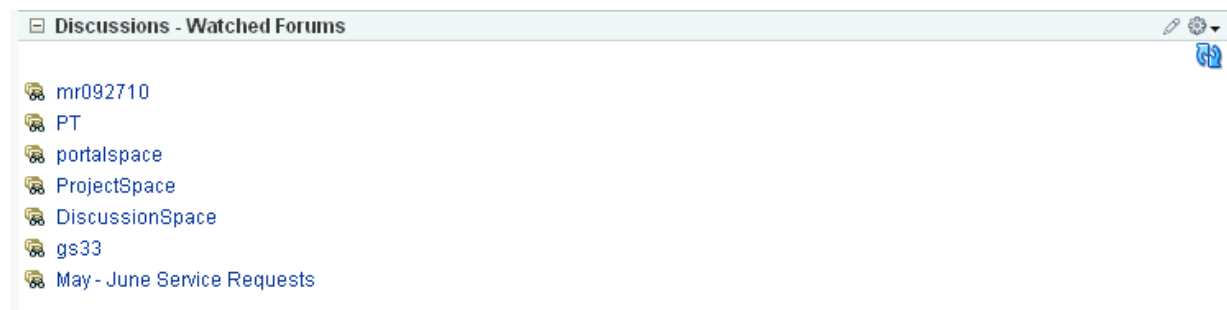 Discussions - Watched Forums
mr092710
PT
portalspace
ProjectSpace
DiscussionSpace
gs33
May - June Service Requests